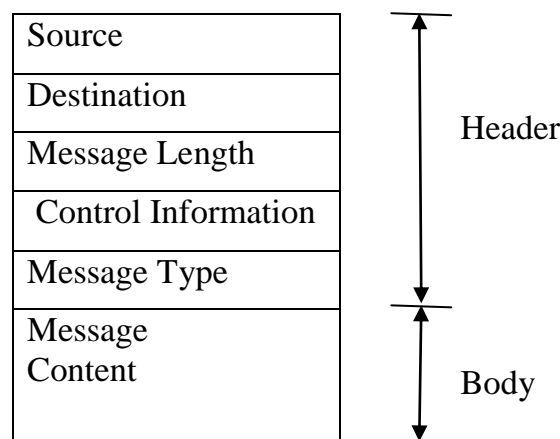 Source
Destination
Message Length
Control Information
Message Type
Message
Content
Header
Body